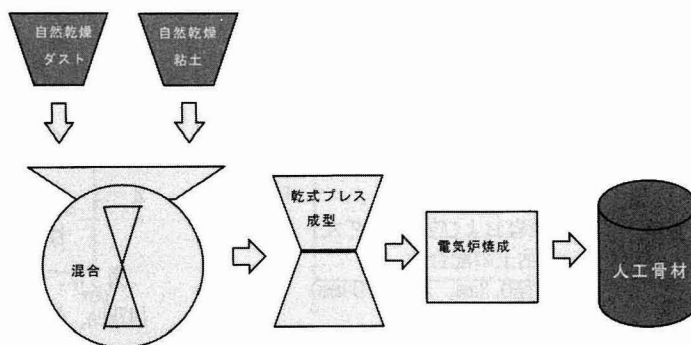 自然乾燥
ダスト
自然乾燥
粘土
混合
乾式プレス
成型
電気炉焼成
人工骨材